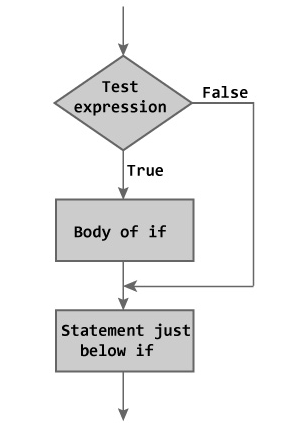 Test
expression
False
True
Body of if
Statement just
below if